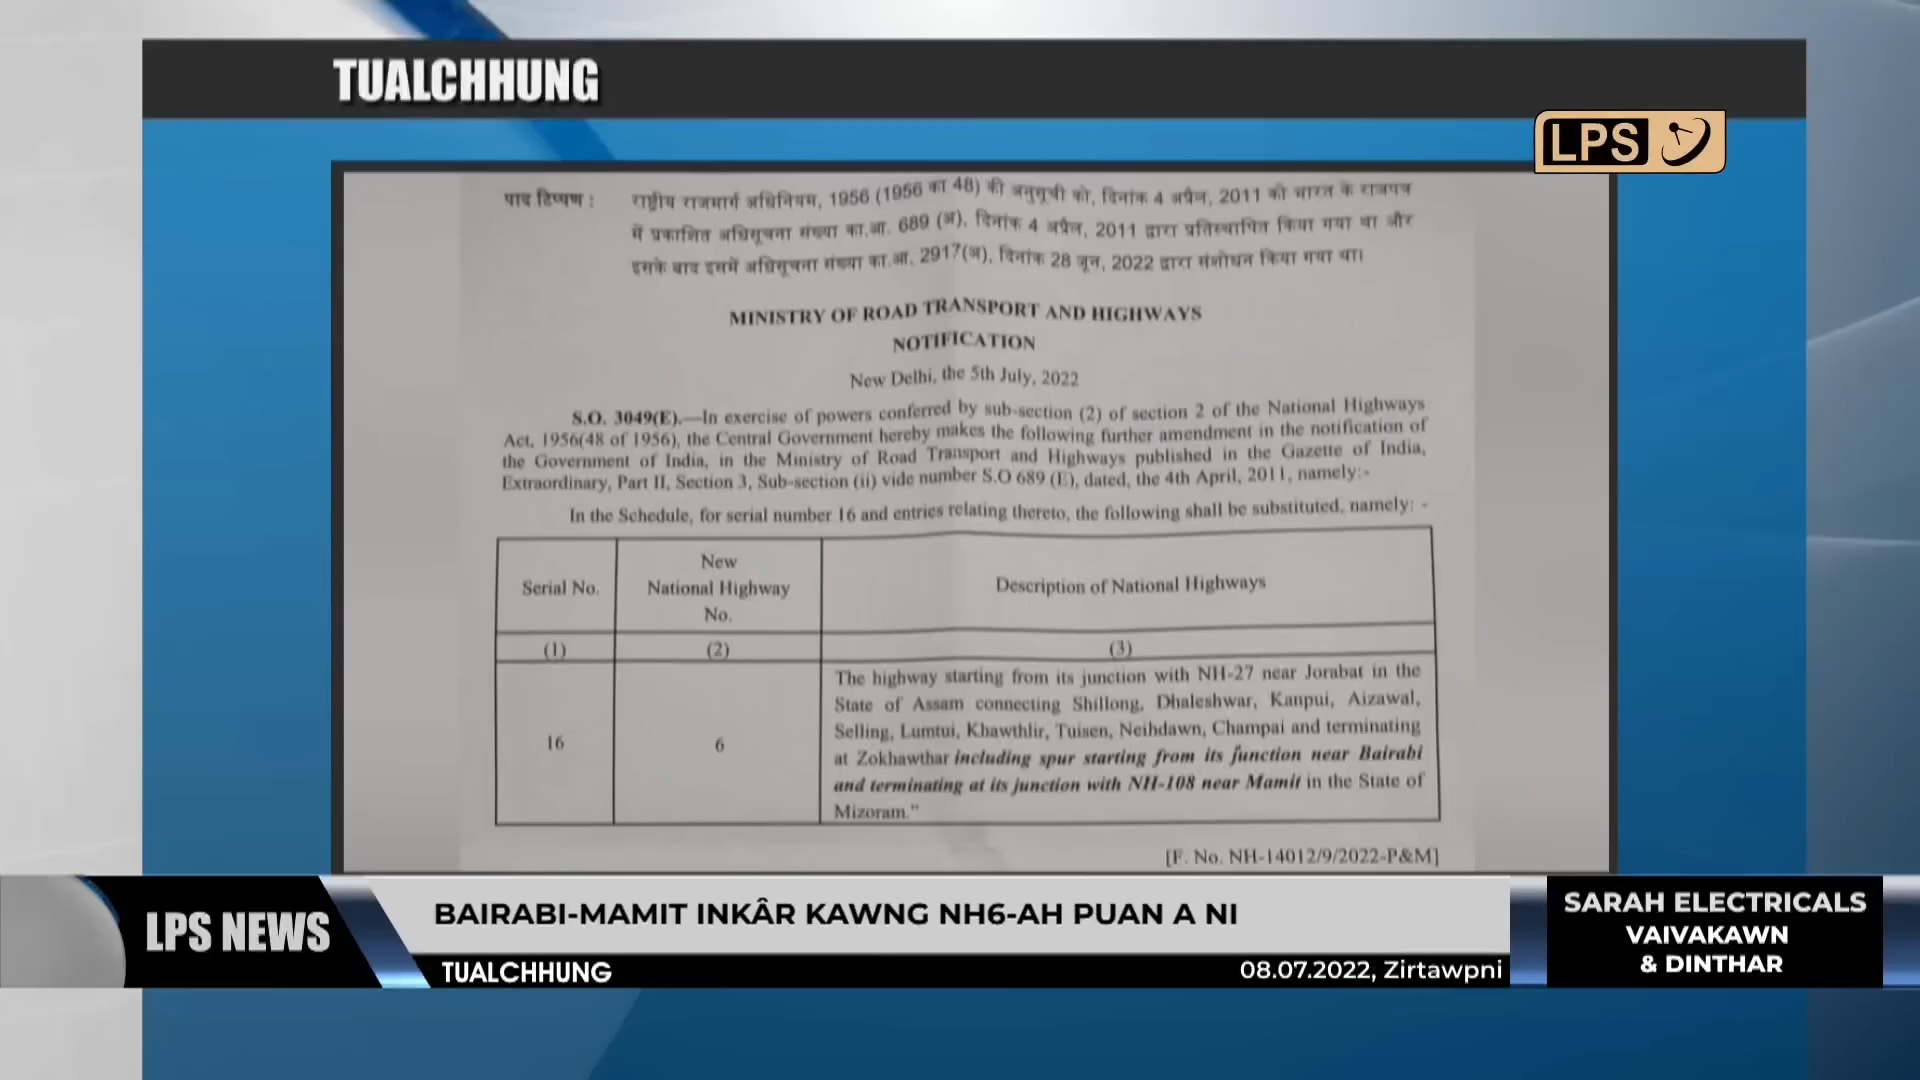 TUALCHHUNG
LPS
पाद टिप्पण : राष्ट्रीय राजमार्ग अधिनियम, 1956 (1956 का 48) की अनुसूची को, दिनांक 4 अप्रैल, 2011 को भारत के राजपत्र
में प्रकाशित अधिसूचना संख्या का.आ. 689 (अ), दिनांक 4 अप्रैल, 2011 द्वारा प्रतिस्थापित किया गया था और
इसके बाद इसमें अधिसूचना संख्या का.आ. 2917(अ), दिनांक 28 जून, 2022 द्वारा संशोधन किया गया था।
MINISTRY OF ROAD TRANSPORT AND HIGHWAYS
NOTIFICATION
New Delhi, the 5th July, 2022
S.O. 3049(E).—In exercise of powers conferred by sub-section (2) of section 2 of the National Highways
Act, 1956(48 of 1956), the Central Government hereby makes the following further amendment in the notification of
the Government of India, in the Ministry of Road Transport and Highways published in the Gazette of India,
Extraordinary, Part II, Section 3, Sub-section (ii) vide number S.O 689 (E), dated, the 4th April, 2011, namely:-
In the Schedule, for serial number 16 and entries relating thereto, the following shall be substituted, namely: -
Serial No.
New
National Highway
No.
Description of National Highways
(1) (2) (3)
16
6
The highway starting from its junction with NH-27 near Jorabat in the
State of Assam connecting Shillong, Dhaleshwar, Kanpui, Aizawal,
Selling, Lumtui, Khawthlir, Tuisen, Neihdawn, Champai and terminating
at Zokhawthar including spur starting from its junction near Bairabi
and terminating at its junction with NH-108 near Mamit in the State of
Mizoram."
[F. No. NH-14012/9/2022-P&M]
LPS NEWS
BAIRABI-MAMIT INKÂR KAWNG NH6-AH PUAN A NI
TUALCHHUNG
08.07.2022, Zirtawpni
SARAH ELECTRICALS
VAIVAKAWN
& DINTHAR